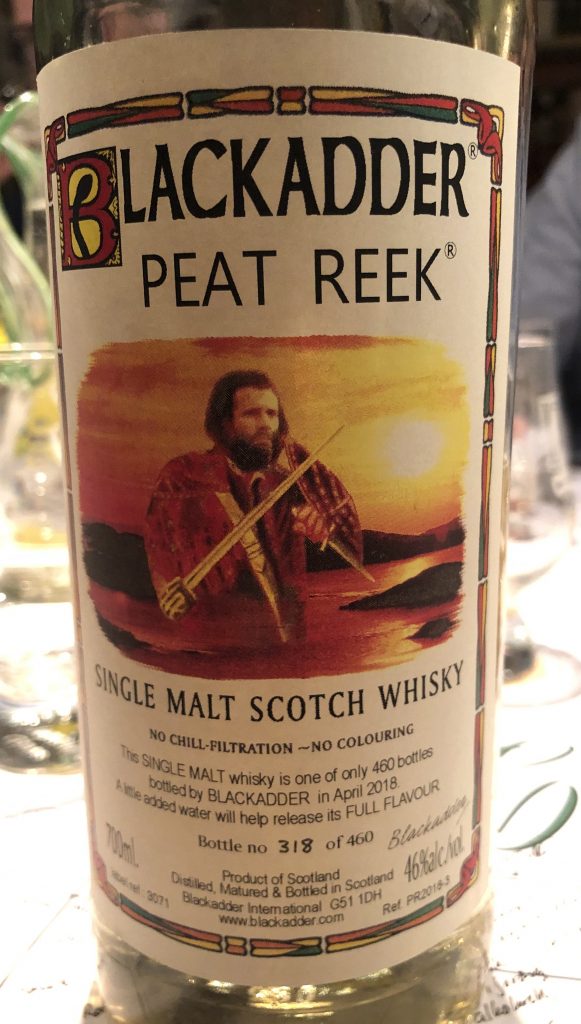 BLACKADDER®
PEAT REEK®
SINGLE MALT SCOTCH WHISKY
NO CHILL-FILTRATION ~NO COLOURING
This SINGLE MALT whisky is one of only 460 bottles
bottled by BLACKADDER in April 2018.
A little added water will help release its FULL FLAVOUR
Blackadder
Bottle no 318 of 460
700ml.
46%alc./vol.
Product of Scotland
Distilled, Matured & Bottled in Scotland
label ref : 3071
Blackadder International G51 1DH
Ref. PR2018-3
www.blackadder.com